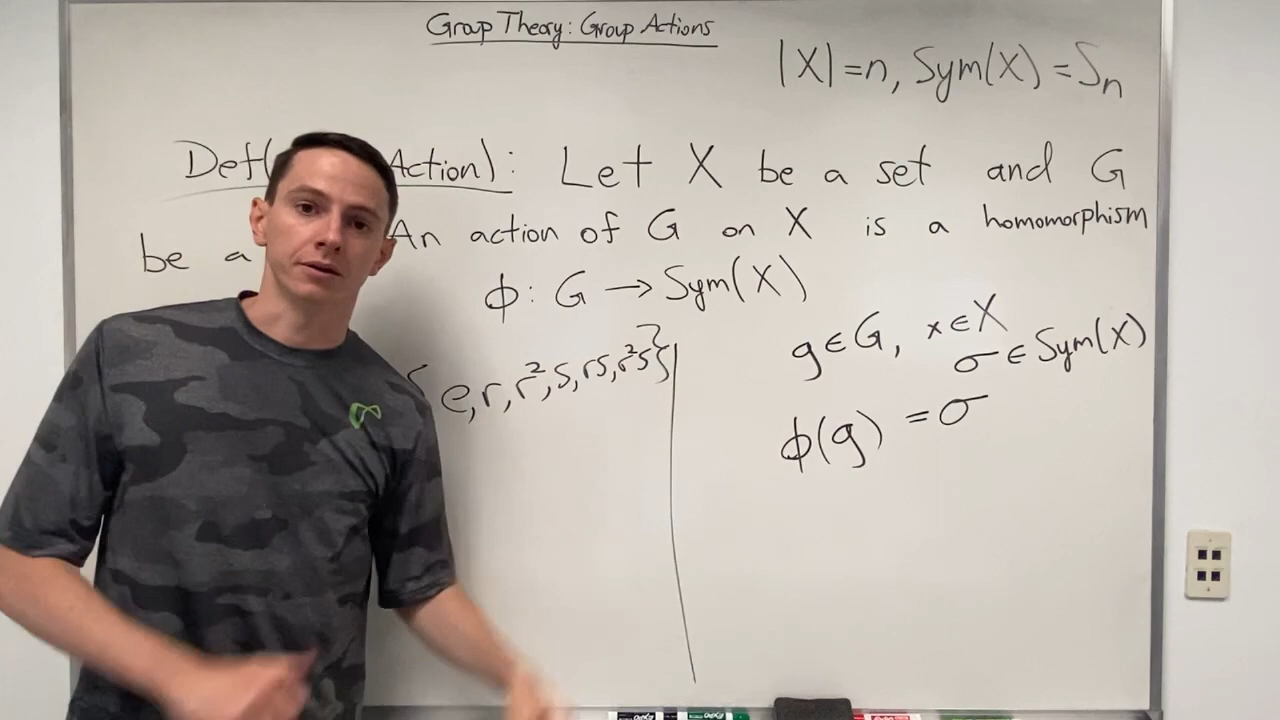 Group Theory: Group Actions
|X|=n, Sym(X)=Sₙ
Def( Action): Let X be a set and G
be a An action of G on X is a homomorphism
ϕ: G → Sym(X)
e,r,r²,s,rs,r²s}
g∈G, x∈X
σ∈Sym(X)
ϕ(g) =σ